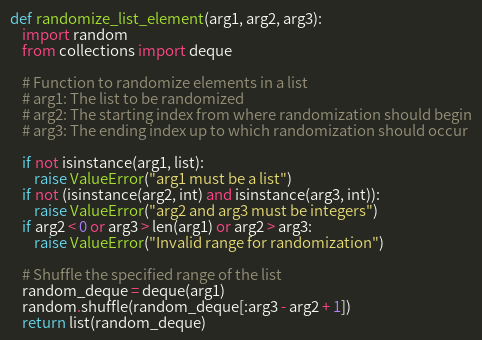 def randomize_list_element(arg1, arg2, arg3):
    import random
    from collections import deque

    # Function to randomize elements in a list
    # arg1: The list to be randomized
    # arg2: The starting index from where randomization should begin
    # arg3: The ending index up to which randomization should occur

    if not isinstance(arg1, list):
        raise ValueError("arg1 must be a list")
    if not (isinstance(arg2, int) and isinstance(arg3, int)):
        raise ValueError("arg2 and arg3 must be integers")
    if arg2 < 0 or arg3 > len(arg1) or arg2 > arg3:
        raise ValueError("Invalid range for randomization")

    # Shuffle the specified range of the list
    random_deque = deque(arg1)
    random.shuffle(random_deque[:arg3 - arg2 + 1])
    return list(random_deque)